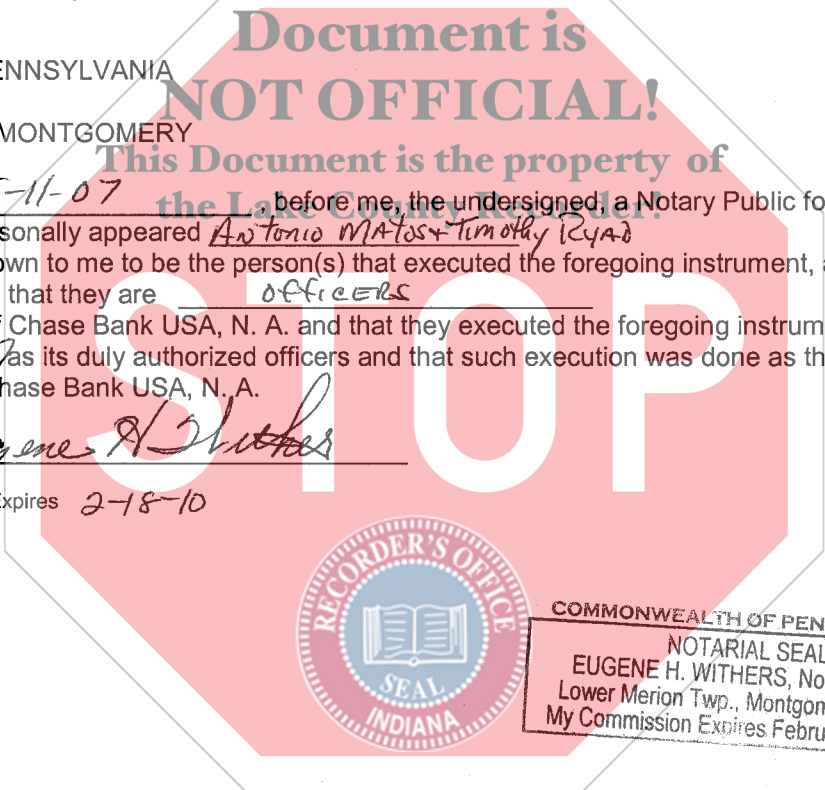 Document is
NOT OFFICIAL!
This Document is the property of
the Lake County Recorder!
ENNSYLVANIA
MONTGOMERY
-11-07, before me, the undersigned, a Notary Public fo
sonally appeared Antonio Matos + Timothy Ryan
own to me to be the person(s) that executed the foregoing instrument, a
that they are OFFICERS
f Chase Bank USA, N. A. and that they executed the foregoing instrum
as its duly authorized officers and that such execution was done as th
hase Bank USA, N. A.
ene H Withers
Expires 2-18-10
STOP
RECORDER'S OFFICE
SEAL
INDIANA
COMMONWEALTH OF PEN
NOTARIAL SEAL
EUGENE H. WITHERS, No
Lower Merion Twp., Montgom
My Commission Expires Febru